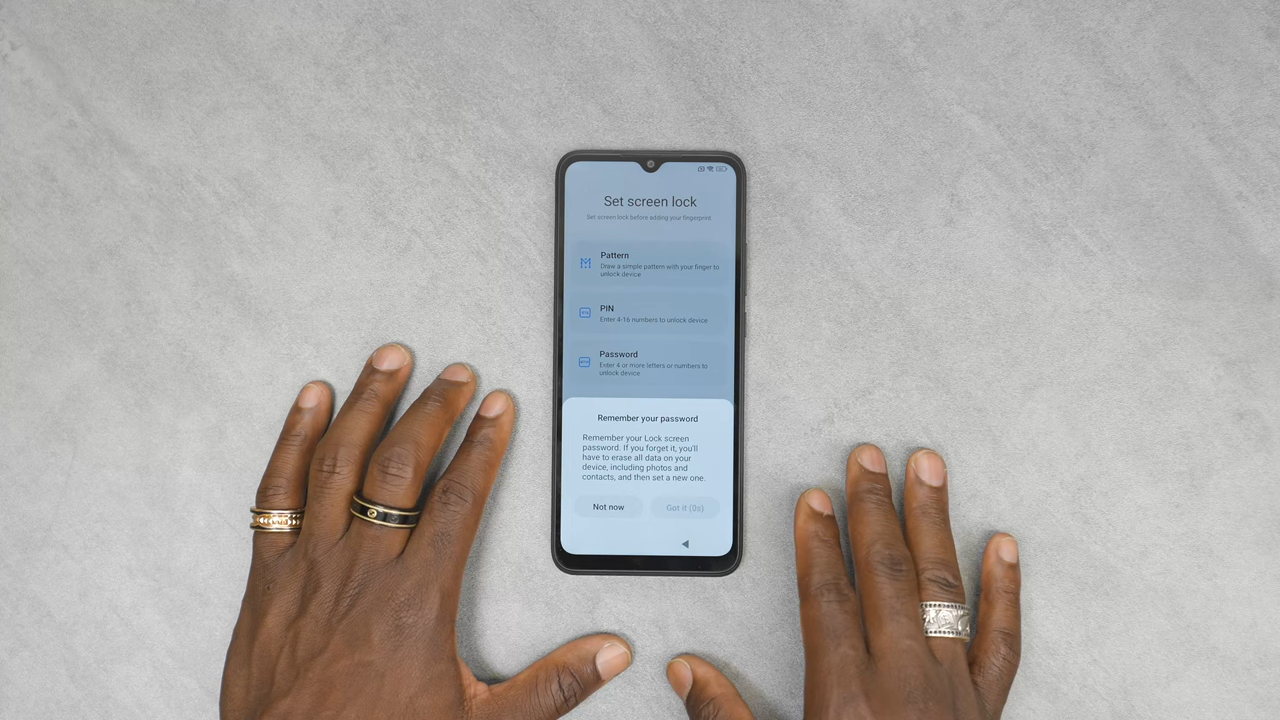 Set screen lock
Set screen lock before adding your fingerprint
Pattern
Draw a simple pattern with your finger to
unlock device
PIN
Enter 4-16 numbers to unlock device
Password
Enter 4 or more letters or numbers to
unlock device
Remember your password
Remember your Lock screen
password. If you forget it, you'll
have to erase all data on your
device, including photos and
contacts, and then set a new one.
Not now
Got it (0s)